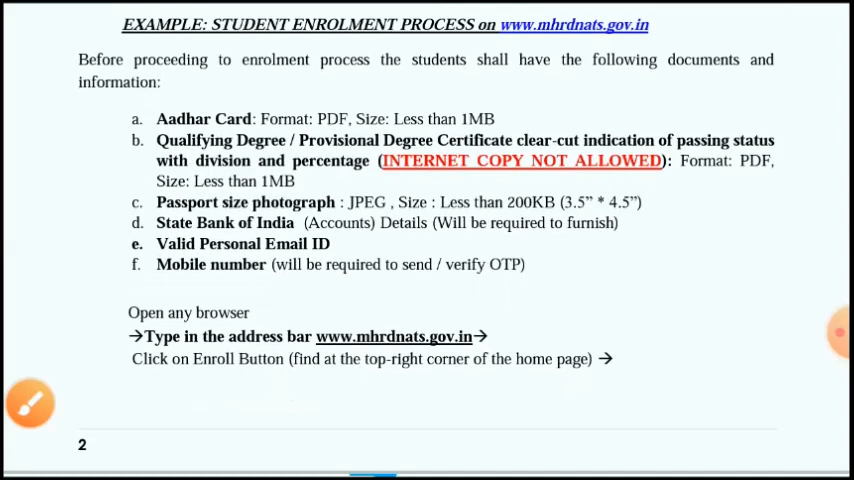 EXAMPLE: STUDENT ENROLMENT PROCESS on www.mhrdnats.gov.in
Before proceeding to enrolment process the students shall have the following documents and
information:
a. Aadhar Card: Format: PDF, Size: Less than 1MB
b. Qualifying Degree / Provisional Degree Certificate clear-cut indication of passing status
with division and percentage (INTERNET COPY NOT ALLOWED): Format: PDF,
Size: Less than 1MB
c. Passport size photograph : JPEG , Size : Less than 200KB (3.5” * 4.5”)
d. State Bank of India (Accounts) Details (Will be required to furnish)
e. Valid Personal Email ID
f. Mobile number (will be required to send / verify OTP)
Open any browser
→Type in the address bar www.mhrdnats.gov.in→
Click on Enroll Button (find at the top-right corner of the home page) →
2